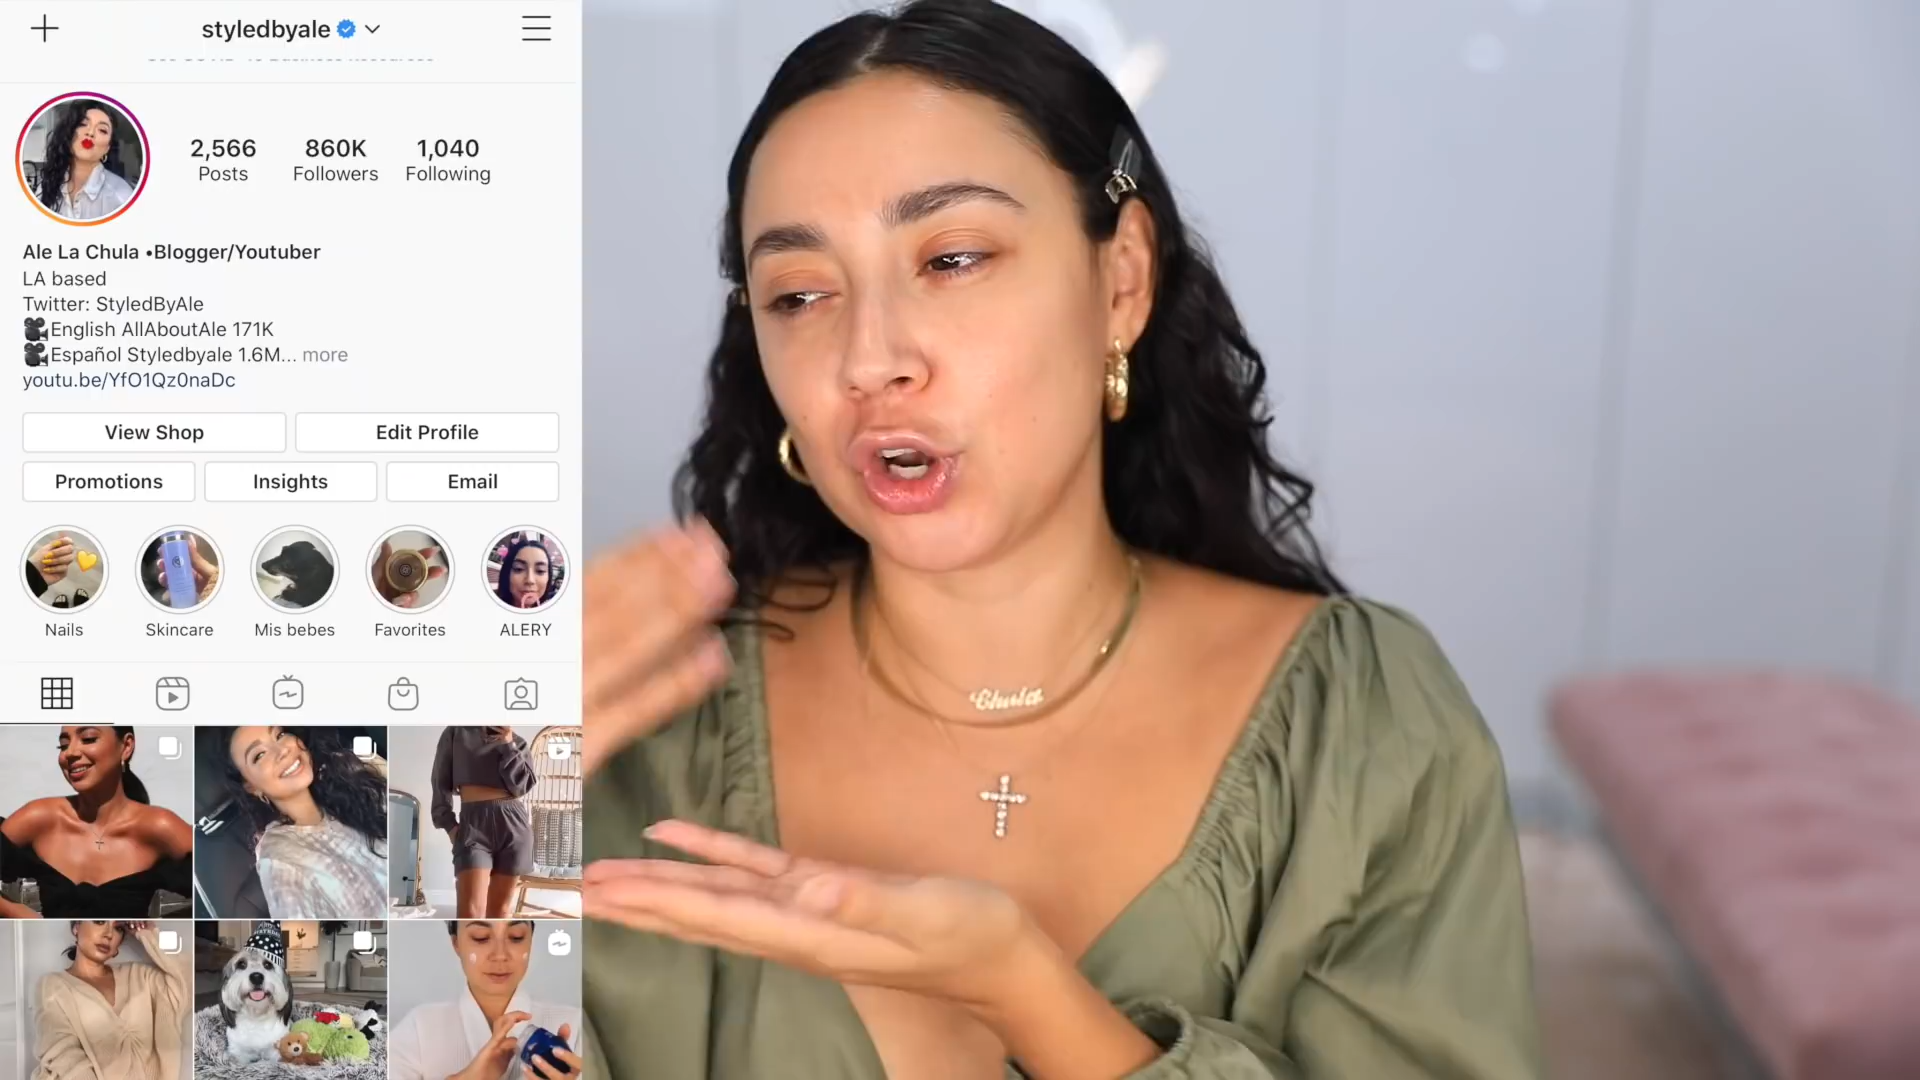 styledbyale
2,566 860K 1,040
Posts Followers Following
Ale La Chula •Blogger/Youtuber
LA based
Twitter: StyledByAle
🎥English AllAboutAle 171K
🎥Español Styledbyale 1.6M... more
youtu.be/YfO1Qz0naDc
View Shop Edit Profile
Promotions Insights Email
Nails Skincare Mis bebes Favorites ALERY
Chula